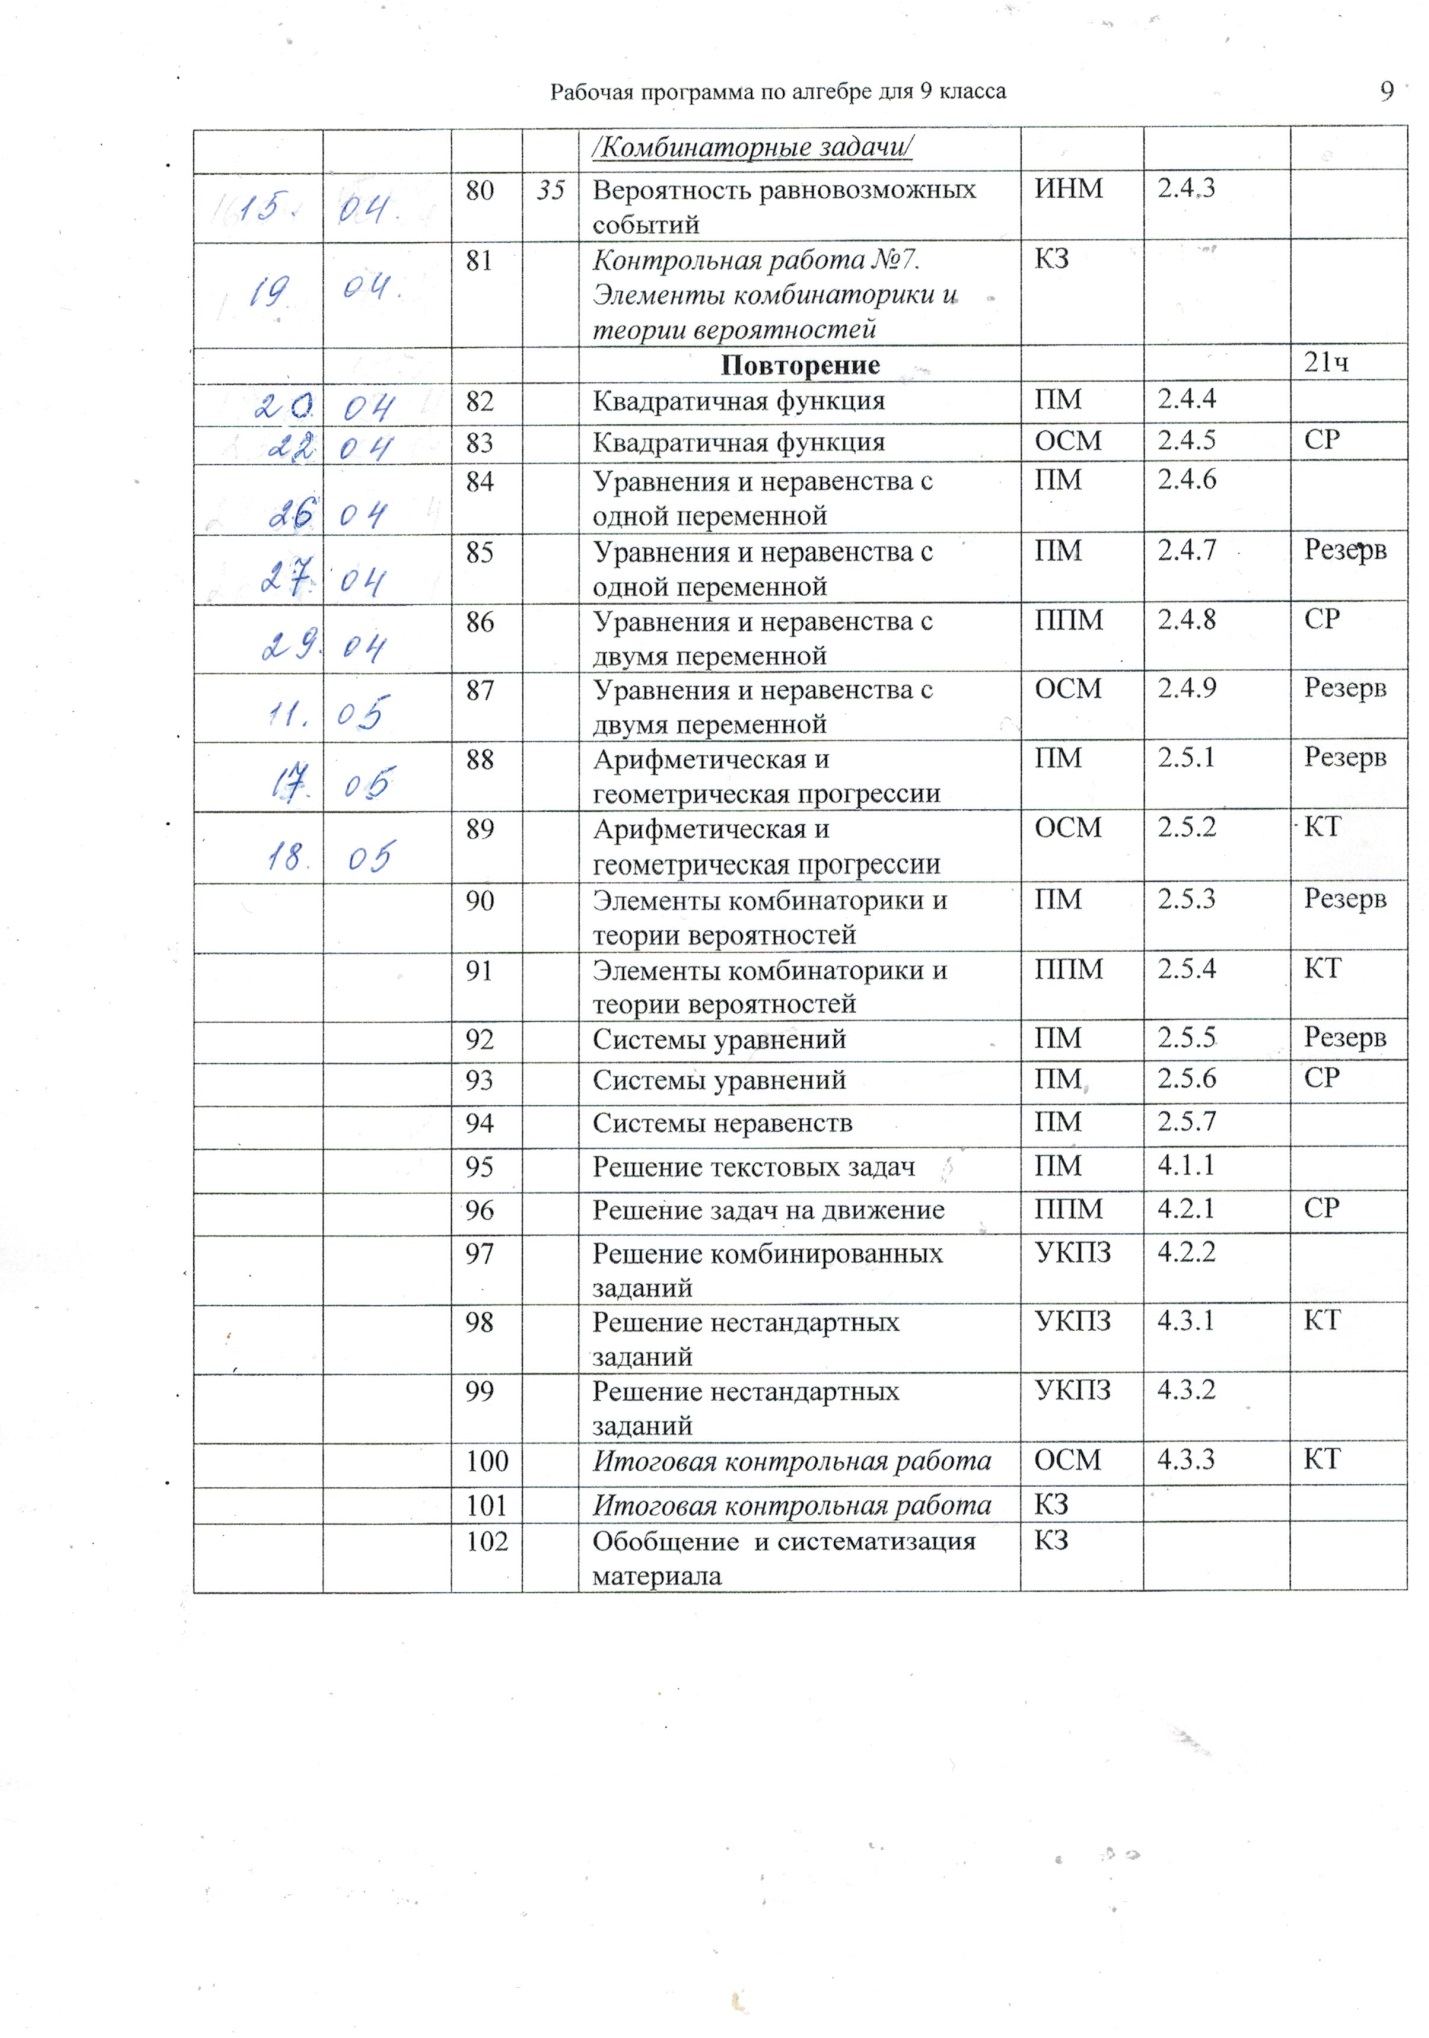 Рабочая программа по алгебре для 9 класса 9
/Комбинаторные задачи/
15. 04. 80 35 Вероятность равновозможных ИНМ 2.4.3
событий
19 04. 81 Контрольная работа №7. КЗ
Элементы комбинаторики и
теории вероятностей
Повторение 21ч
20 04 82 Квадратичная функция ПМ 2.4.4
22 04 83 Квадратичная функция ОСМ 2.4.5 СР
26 04 84 Уравнения и неравенства с ПМ 2.4.6
одной переменной
27. 04 85 Уравнения и неравенства с ПМ 2.4.7 Резерв
одной переменной
29. 04 86 Уравнения и неравенства с ППМ 2.4.8 СР
двумя переменной
11. 05 87 Уравнения и неравенства с ОСМ 2.4.9 Резерв
двумя переменной
17. 05 88 Арифметическая и ПМ 2.5.1 Резерв
геометрическая прогрессии
18. 05 89 Арифметическая и ОСМ 2.5.2 КТ
геометрическая прогрессии
90 Элементы комбинаторики и ПМ 2.5.3 Резерв
теории вероятностей
91 Элементы комбинаторики и ППМ 2.5.4 КТ
теории вероятностей
92 Системы уравнений ПМ 2.5.5 Резерв
93 Системы уравнений ПМ 2.5.6 СР
94 Системы неравенств ПМ 2.5.7
95 Решение текстовых задач ПМ 4.1.1
96 Решение задач на движение ППМ 4.2.1 СР
97 Решение комбинированных УКПЗ 4.2.2
заданий
98 Решение нестандартных УКПЗ 4.3.1 КТ
заданий
99 Решение нестандартных УКПЗ 4.3.2
заданий
100 Итоговая контрольная работа ОСМ 4.3.3 КТ
101 Итоговая контрольная работа КЗ
102 Обобщение и систематизация КЗ
материала